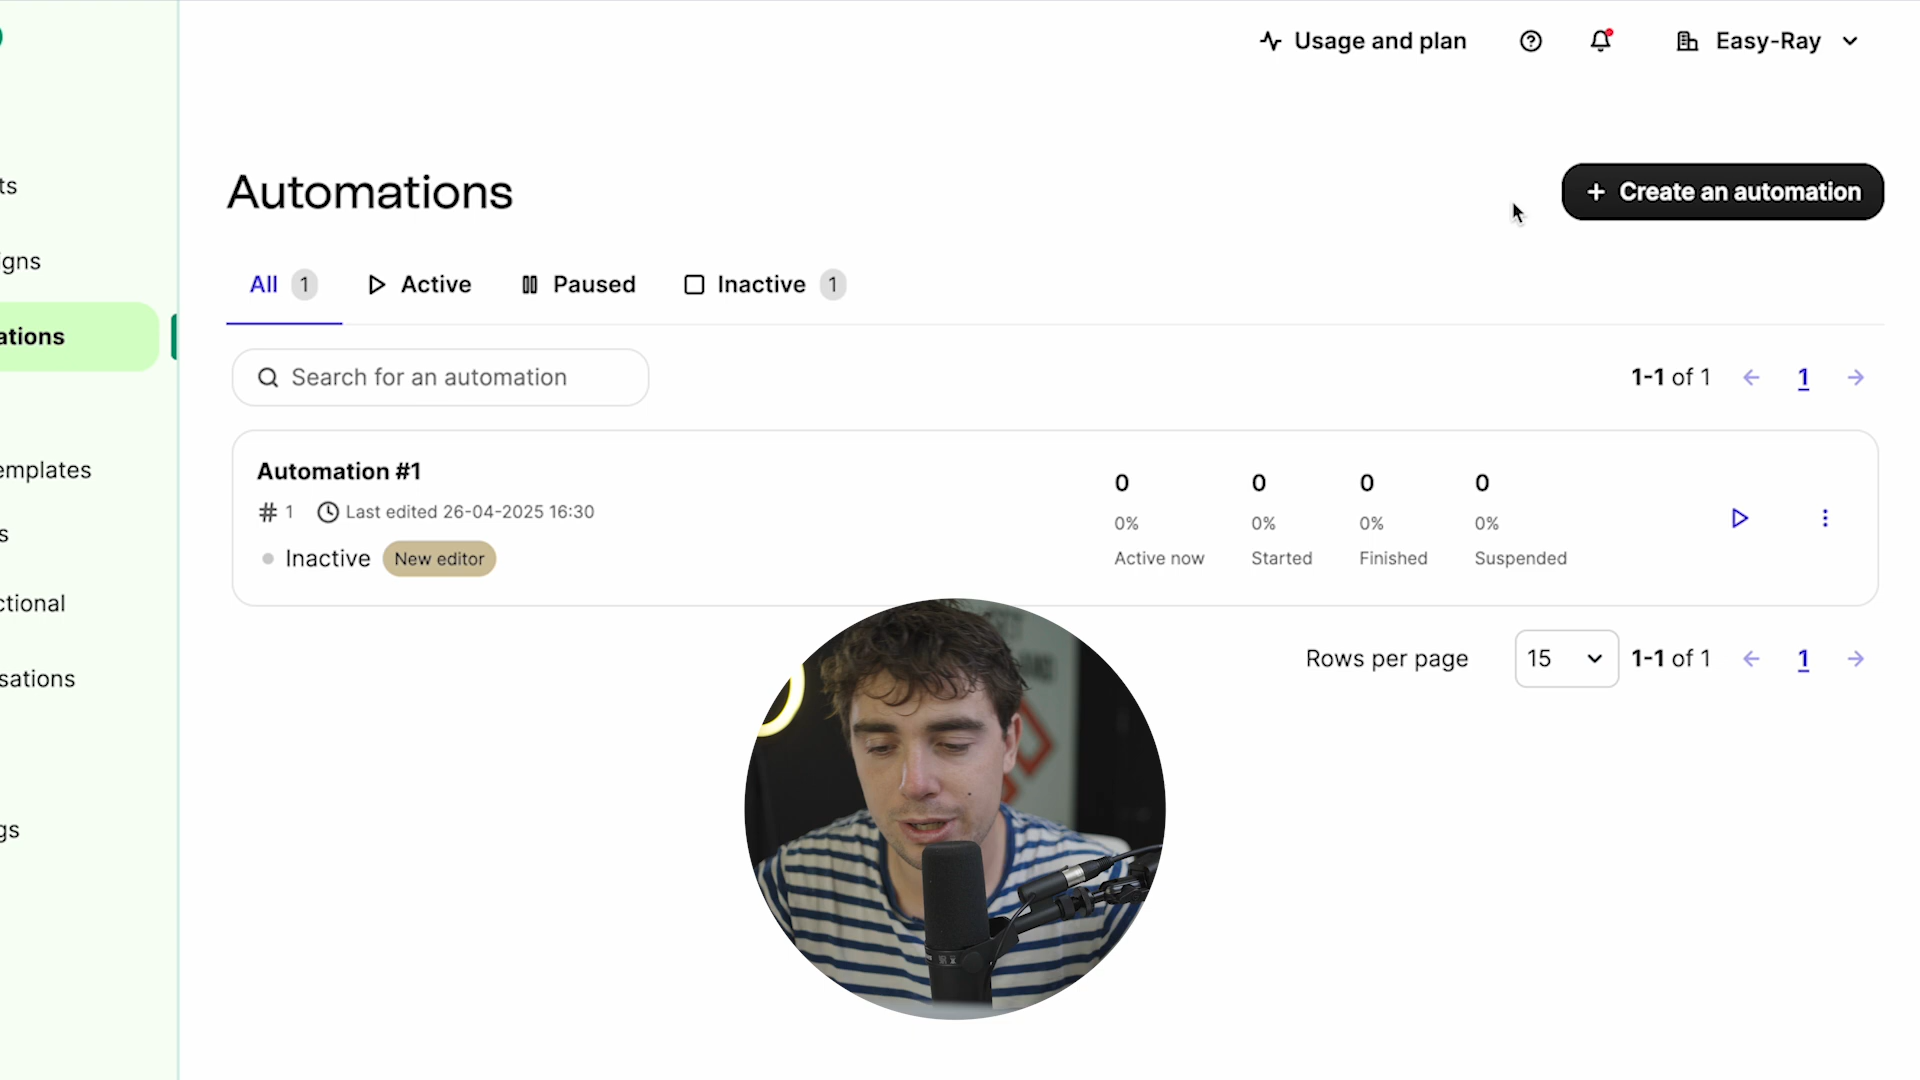 Usage and plan
Easy-Ray
ts
igns
ations
emplates
s
ctional
sations
gs
Automations
+ Create an automation
All 1
Active
Paused
Inactive 1
Search for an automation
1-1 of 1
1
Automation #1
# 1
Last edited 26-04-2025 16:30
Inactive
New editor
0
0%
Active now
0
0%
Started
0
0%
Finished
0
0%
Suspended
Rows per page
15
1-1 of 1
1